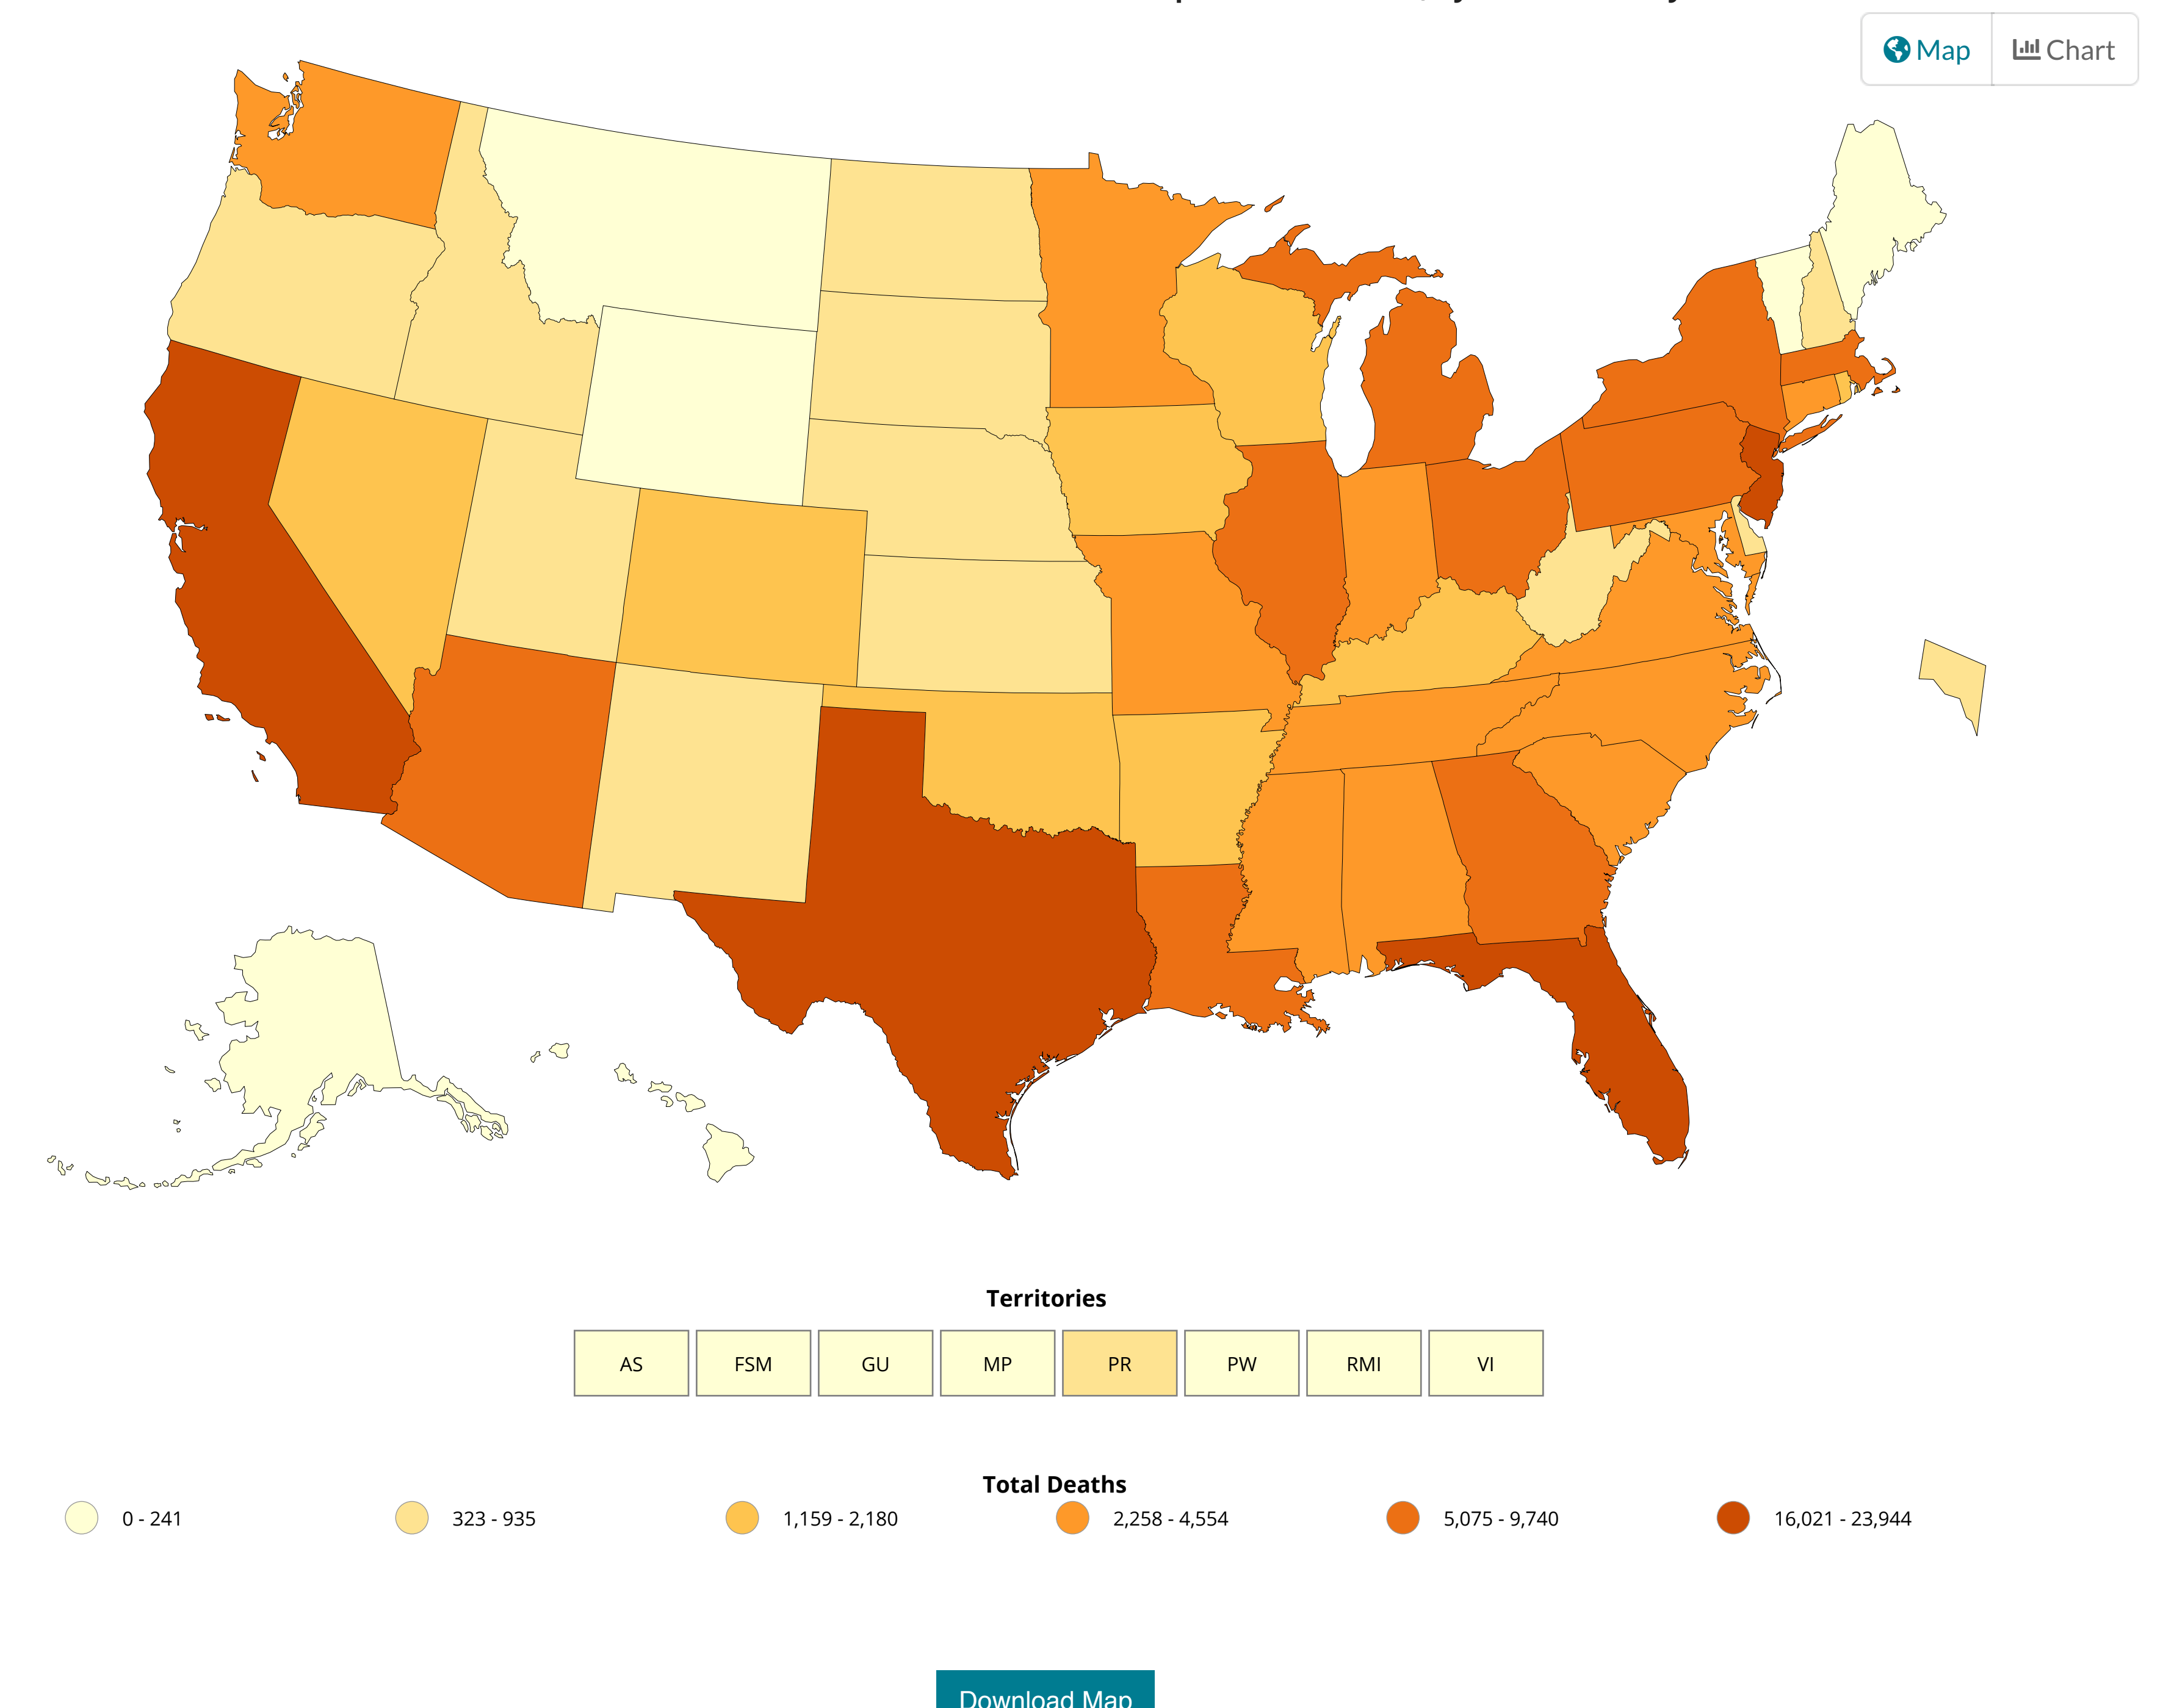 Map
Chart
Territories
AS
FSM
GU
MP
PR
PW
RMI
VI
Total Deaths
0 - 241
323 - 935
1,159 - 2,180
2,258 - 4,554
5,075 - 9,740
16,021 - 23,944
Download Map